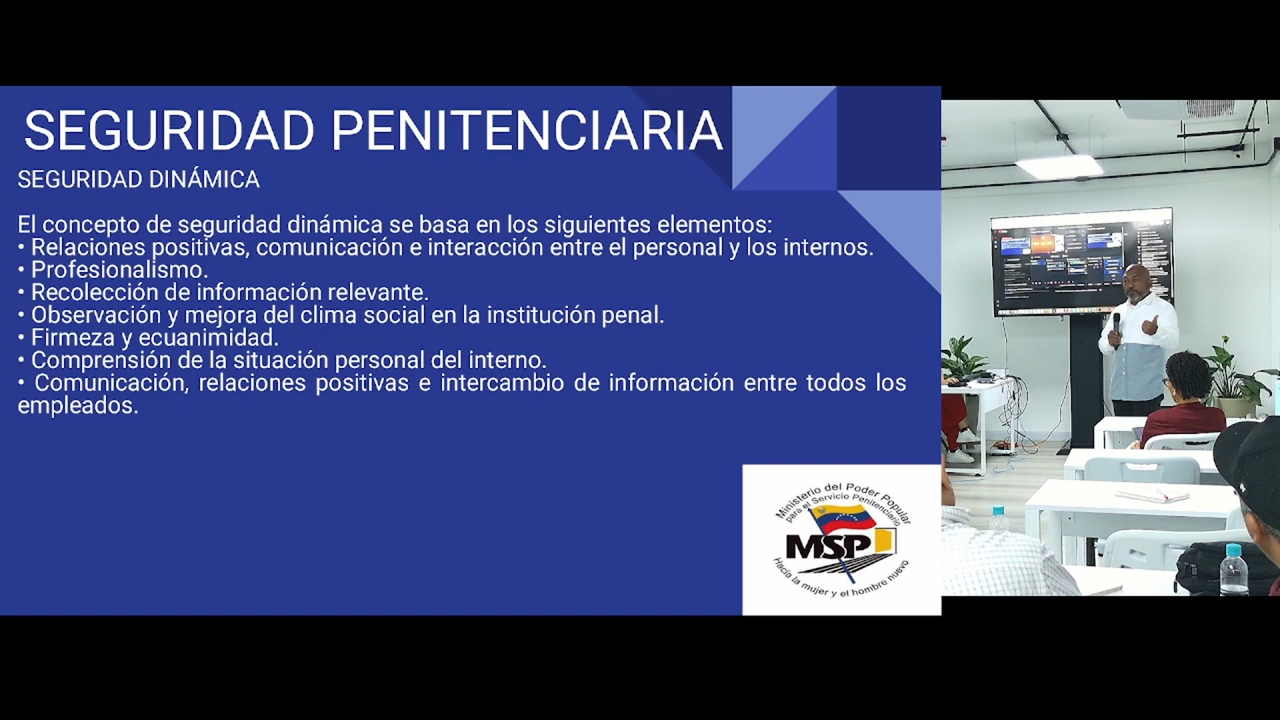 SEGURIDAD PENITENCIARIA
SEGURIDAD DINÁMICA
El concepto de seguridad dinámica se basa en los siguientes elementos:
• Relaciones positivas, comunicación e interacción entre el personal y los internos.
• Profesionalismo.
• Recolección de información relevante.
• Observación y mejora del clima social en la institución penal.
• Firmeza y ecuanimidad.
• Comprensión de la situación personal del interno.
• Comunicación, relaciones positivas e intercambio de información entre todos los
empleados.
Ministerio del Poder Popular
para el Servicio Penitenciario
MSP
Hacia la mujer y el hombre nuevo